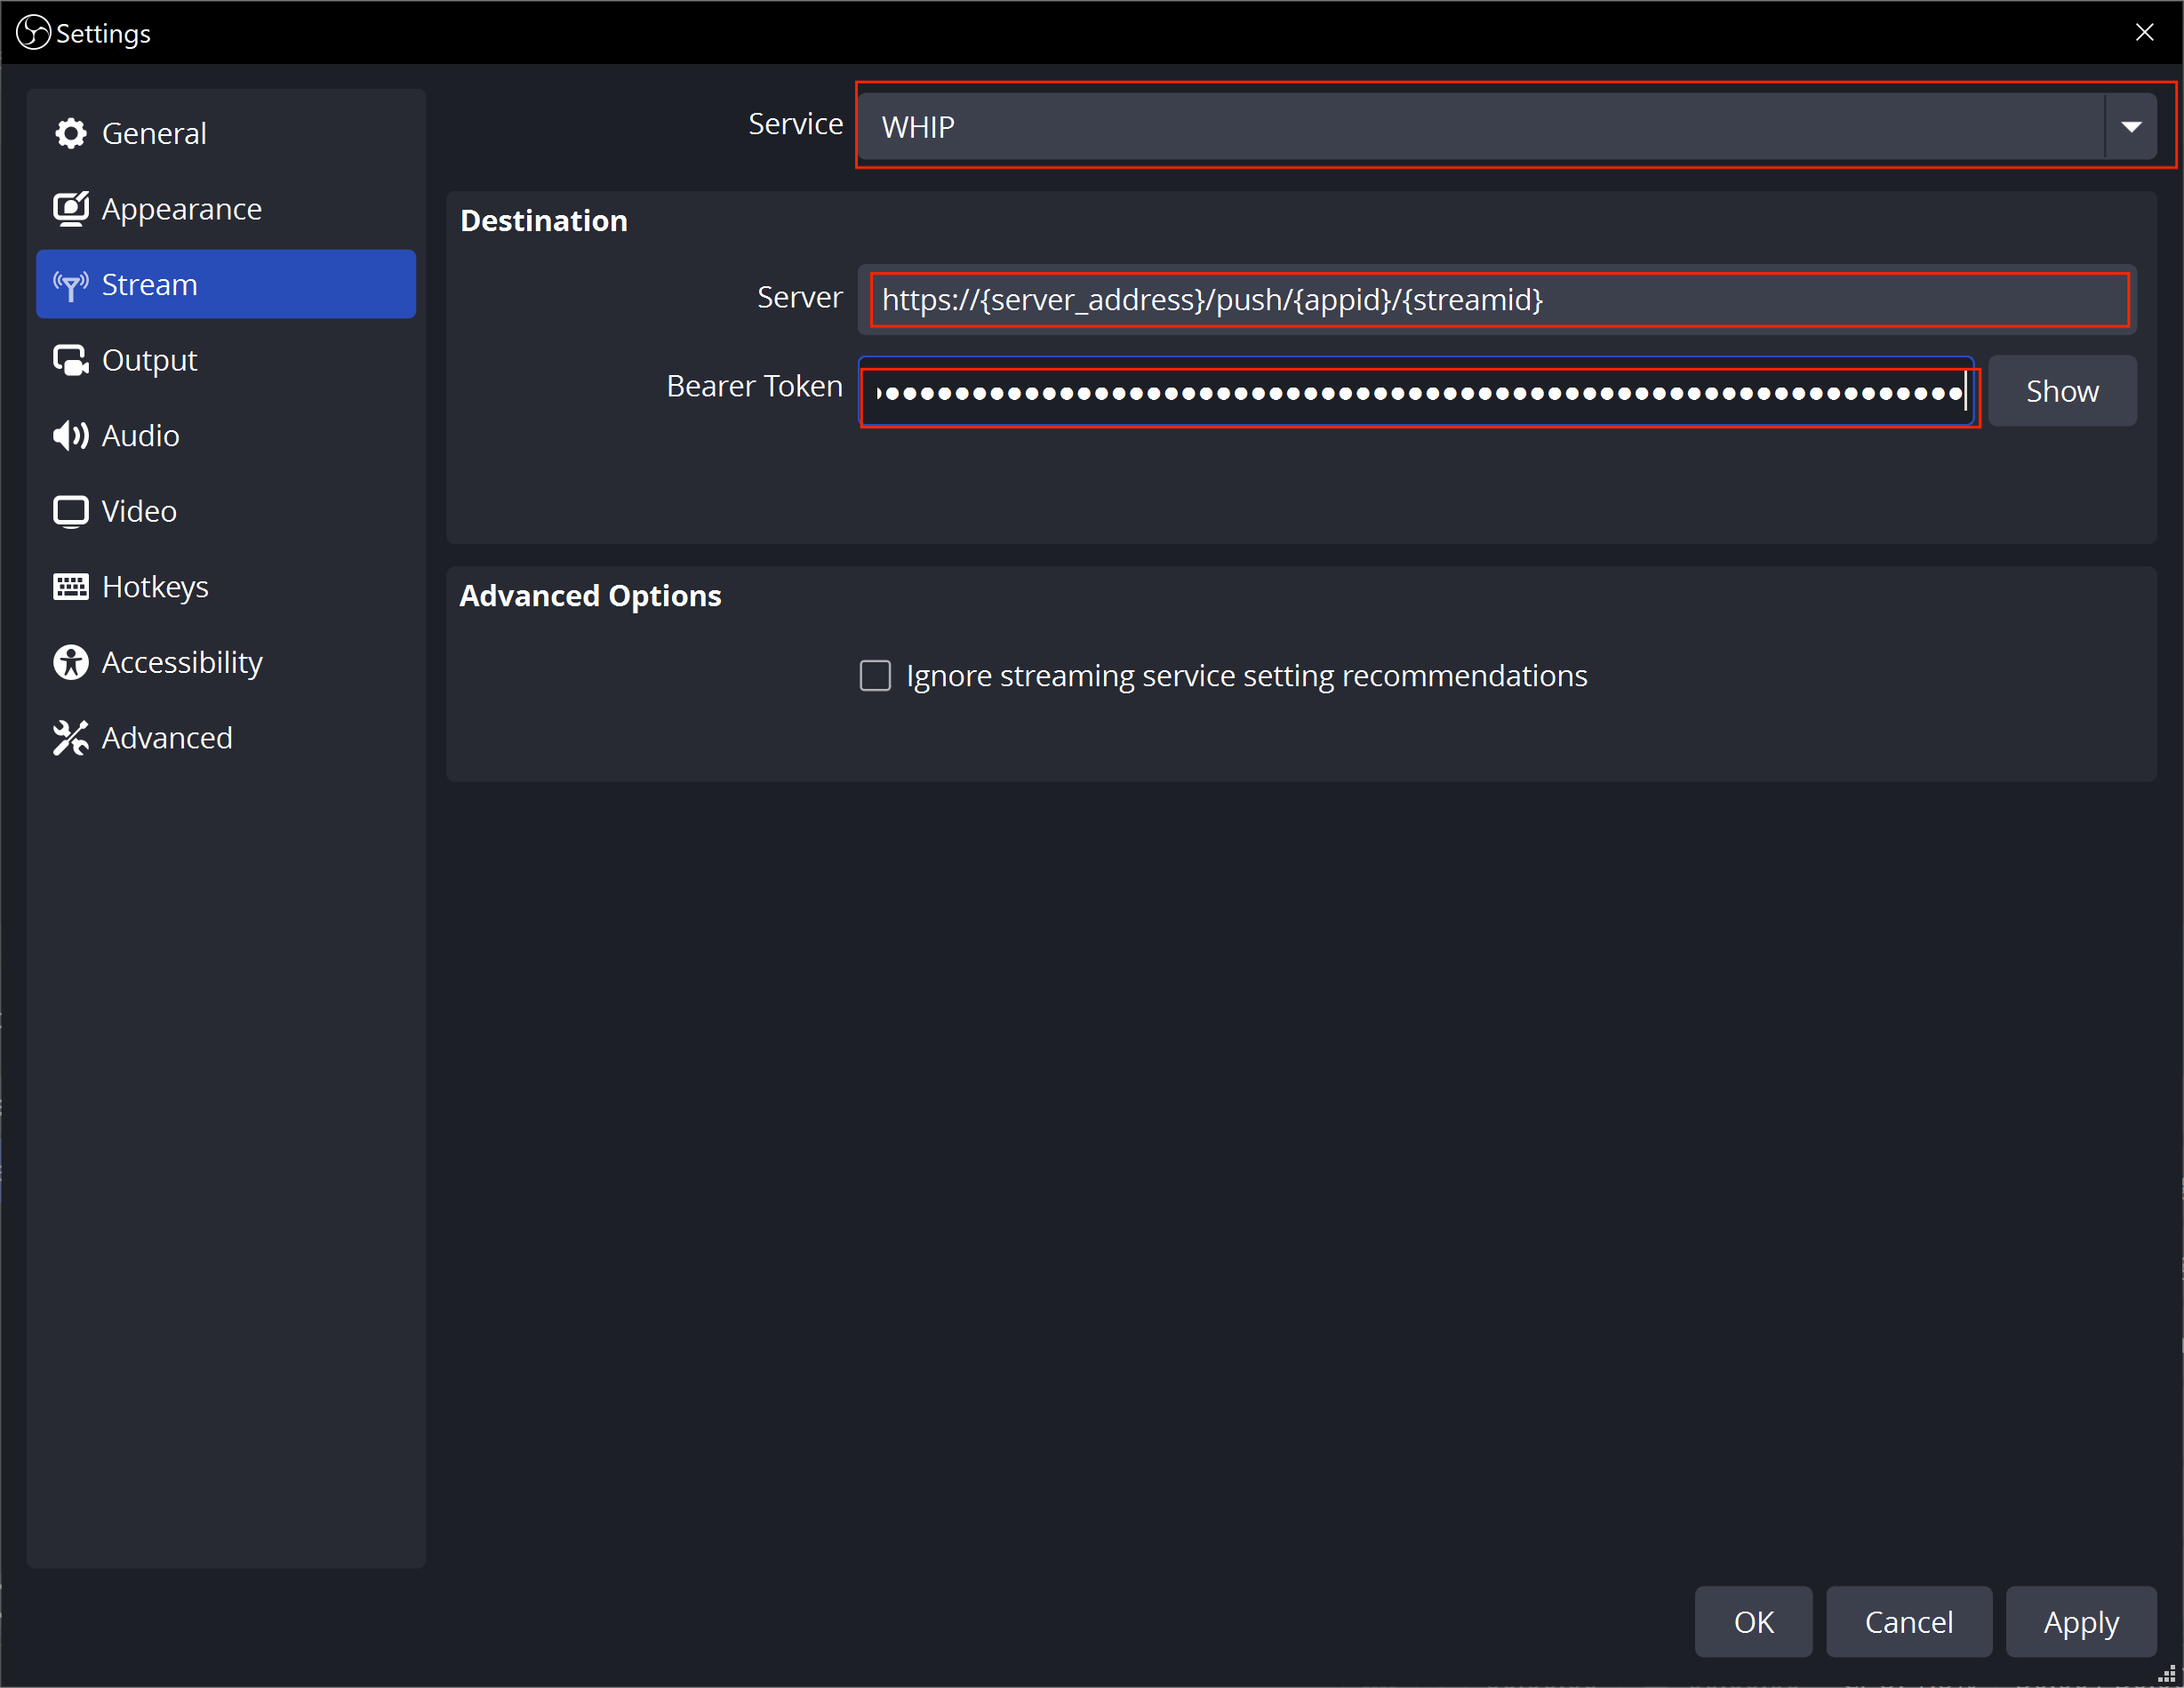 Settings
General
Appearance
Stream
Output
Audio
Video
Hotkeys
Accessibility
Advanced
Service
WHIP
Destination
Server
https://{server_address}/push/{appid}/{streamid}
Bearer Token
Show
Advanced Options
Ignore streaming service setting recommendations
OK
Cancel
Apply